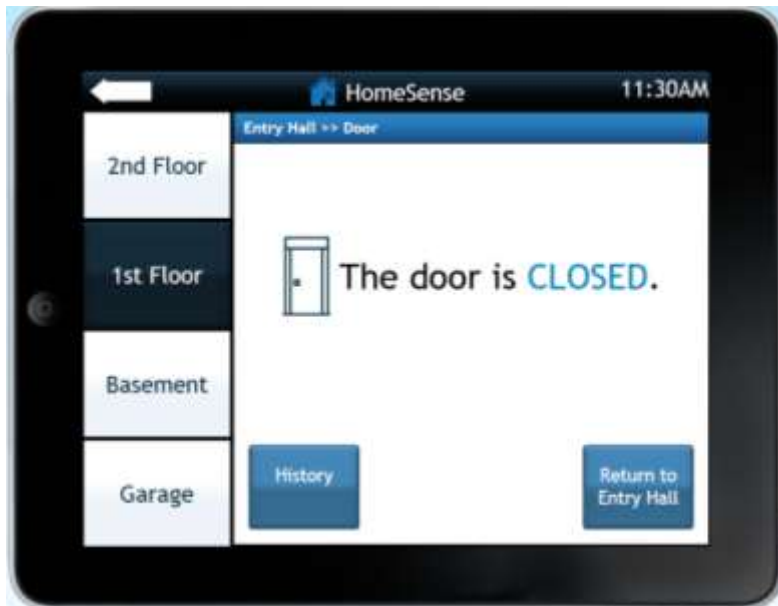 HomeSense
11:30AM
Entry Hall >> Door
2nd Floor
1st Floor
Basement
Garage
The door is CLOSED.
History
Return to
Entry Hall